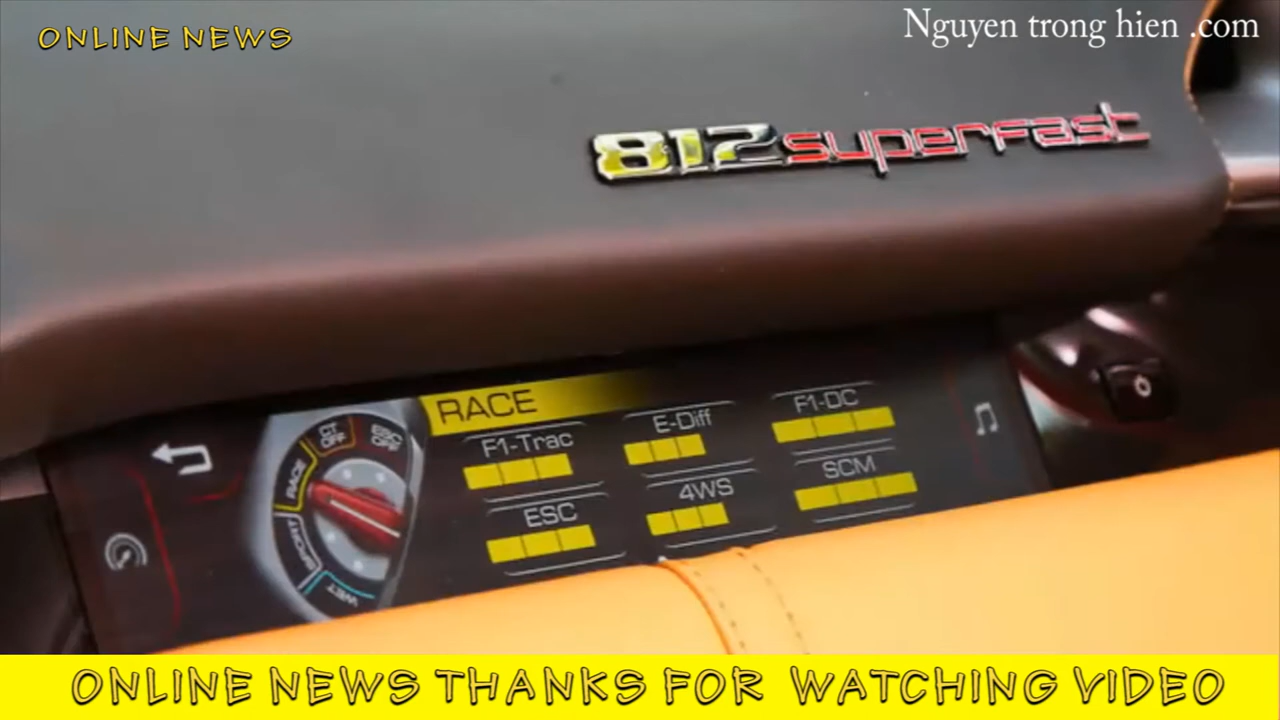 ONLINE NEWS
Nguyen trong hien .com
812superfast
RACE
F1-Trac
E-Diff
F1-DC
ESC
4WS
SCM
CT OFF
ESC OFF
RACE
SPORT
WET
ONLINE NEWS THANKS FOR WATCHING VIDEO